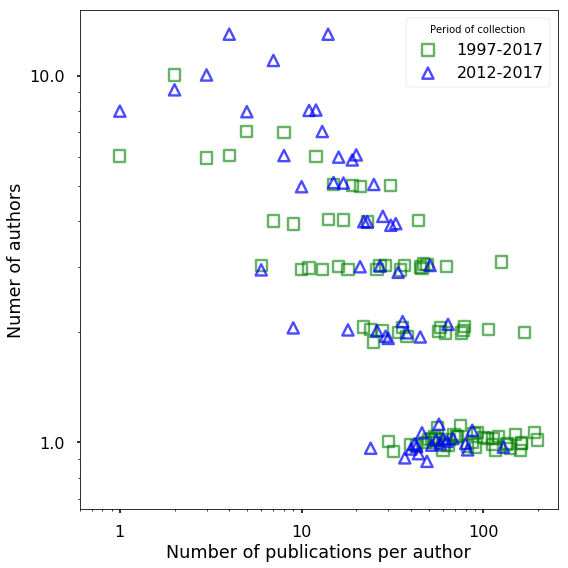 Period of collection
1997-2017
2012-2017
10.0
1.0
Numer of authors
1
10
100
Number of publications per author